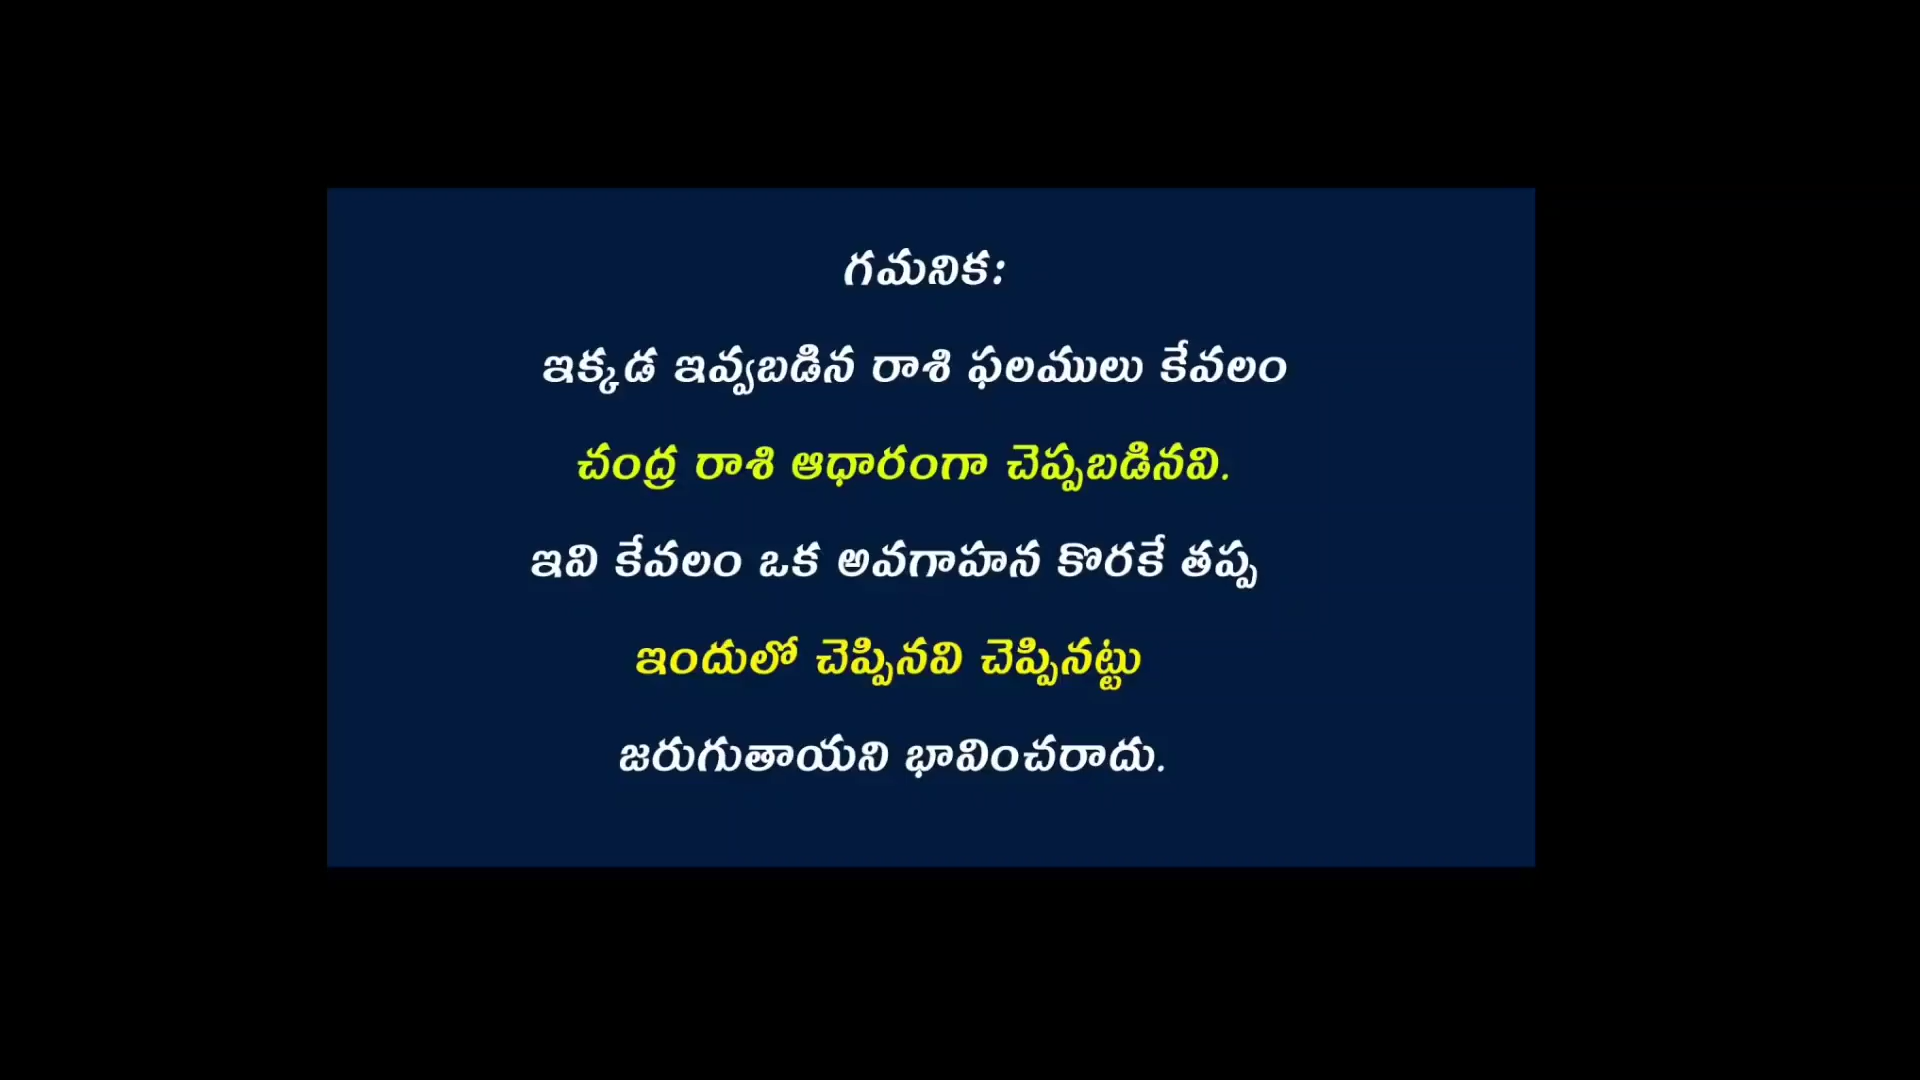 గమనిక:
ఇక్కడ ఇవ్వబడిన రాశి ఫలములు కేవలం
చంద్ర రాశి ఆధారంగా చెప్పబడినవి.
ఇవి కేవలం ఒక అవగాహన కొరకే తప్ప
ఇందులో చెప్పినవి చెప్పినట్టు
జరుగుతాయని భావించరాదు.